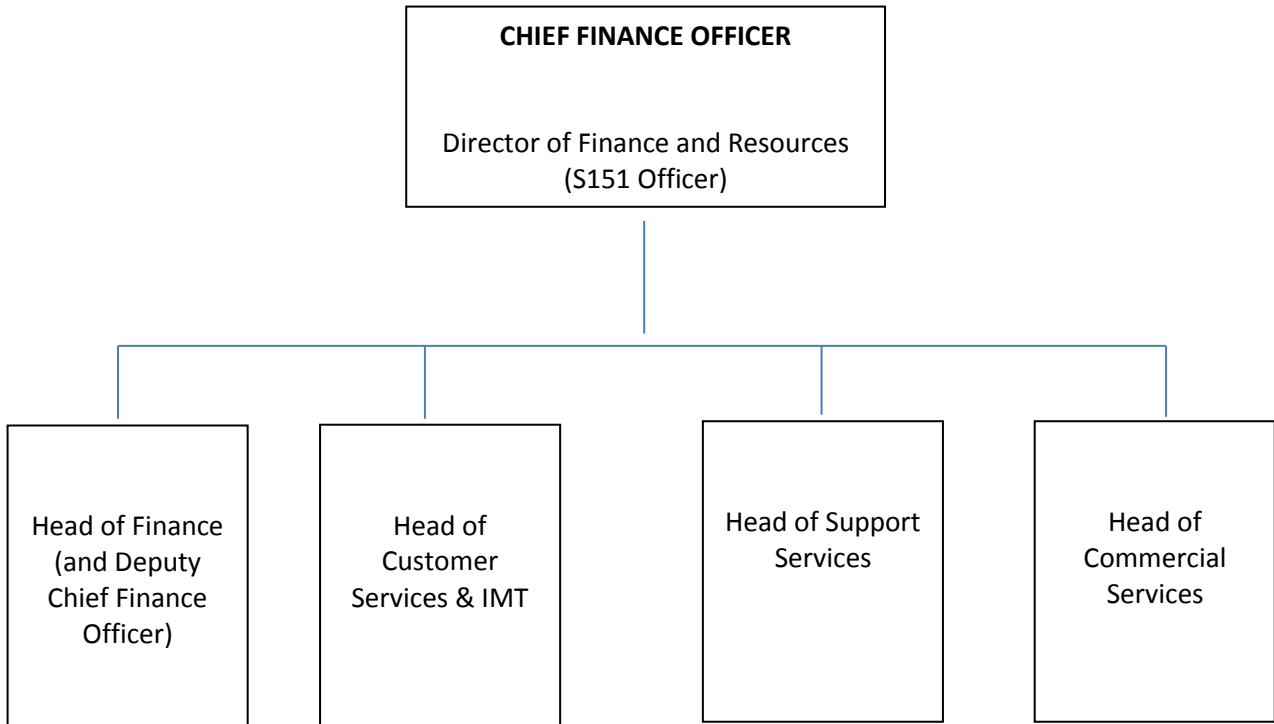 CHIEF FINANCE OFFICER
Director of Finance and Resources
(S151 Officer)
Head of Finance
(and Deputy
Chief Finance
Officer)
Head of
Customer
Services & IMT
Head of Support
Services
Head of
Commercial
Services